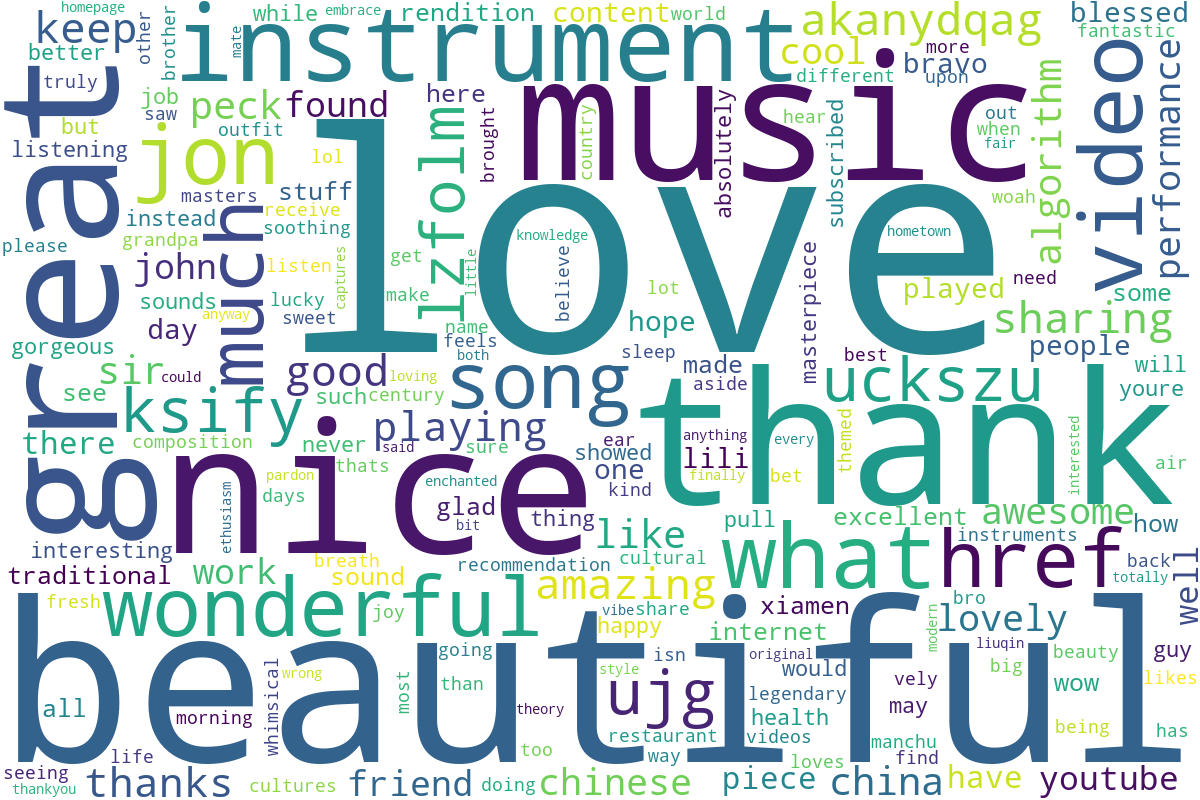 homepage
keep
other
brother
instrument
mate
while
embrace
rendition
content
world
akanydqag
blessed
fantastic
better
truly
great
job
saw
but
listening
peck
found
outfit
jon
lol
masters
stuff
instead
much
receive
soothing
please
grandpa
john
listen
sounds
lucky
captures
anyway
sweet
day
gorgeous
love
here
lzfolm
brought
music
country
absolutely
cool
different
hear
bravo
more
upon
subscribed
out
when
fair
woah
algorithm
video
performance
knowledge
hometown
get
make
little
believe
lot
name
feels
both
hope
sleep
made
aside
masterpiece
played
need
some
sharing
people
best
will
youre
sir
could
see
good
loving
such
century
song
ksify
there
composition
never
playing
said
thats
sure
ear
showed
one
kind
anything
lili
finally
every
bet
themed
uckszu
thank
interested
air
nice
pardon
days
enthusiasm
enchanted
glad
bit
thing
interesting
traditional
work
breath
sound
recommendation
like
cultural
pull
what
excellent
awesome
instruments
how
href
back
totally
well
fresh
wonderful
joy
amazing
vibe
share
happy
xiamen
internet
bro
modern
lovely
liuqin
beauty
guy
beautiful
whimsical
wrong
morning
all
going
than
most
style
isn
original
would
ujg
legendary
health
restaurant
videos
way
vely
may
big
wow
likes
being
has
manchu
find
loves
too
theory
life
seeing
thankyou
thanks
cultures
friend
doing
chinese
piece
china
have
youtube